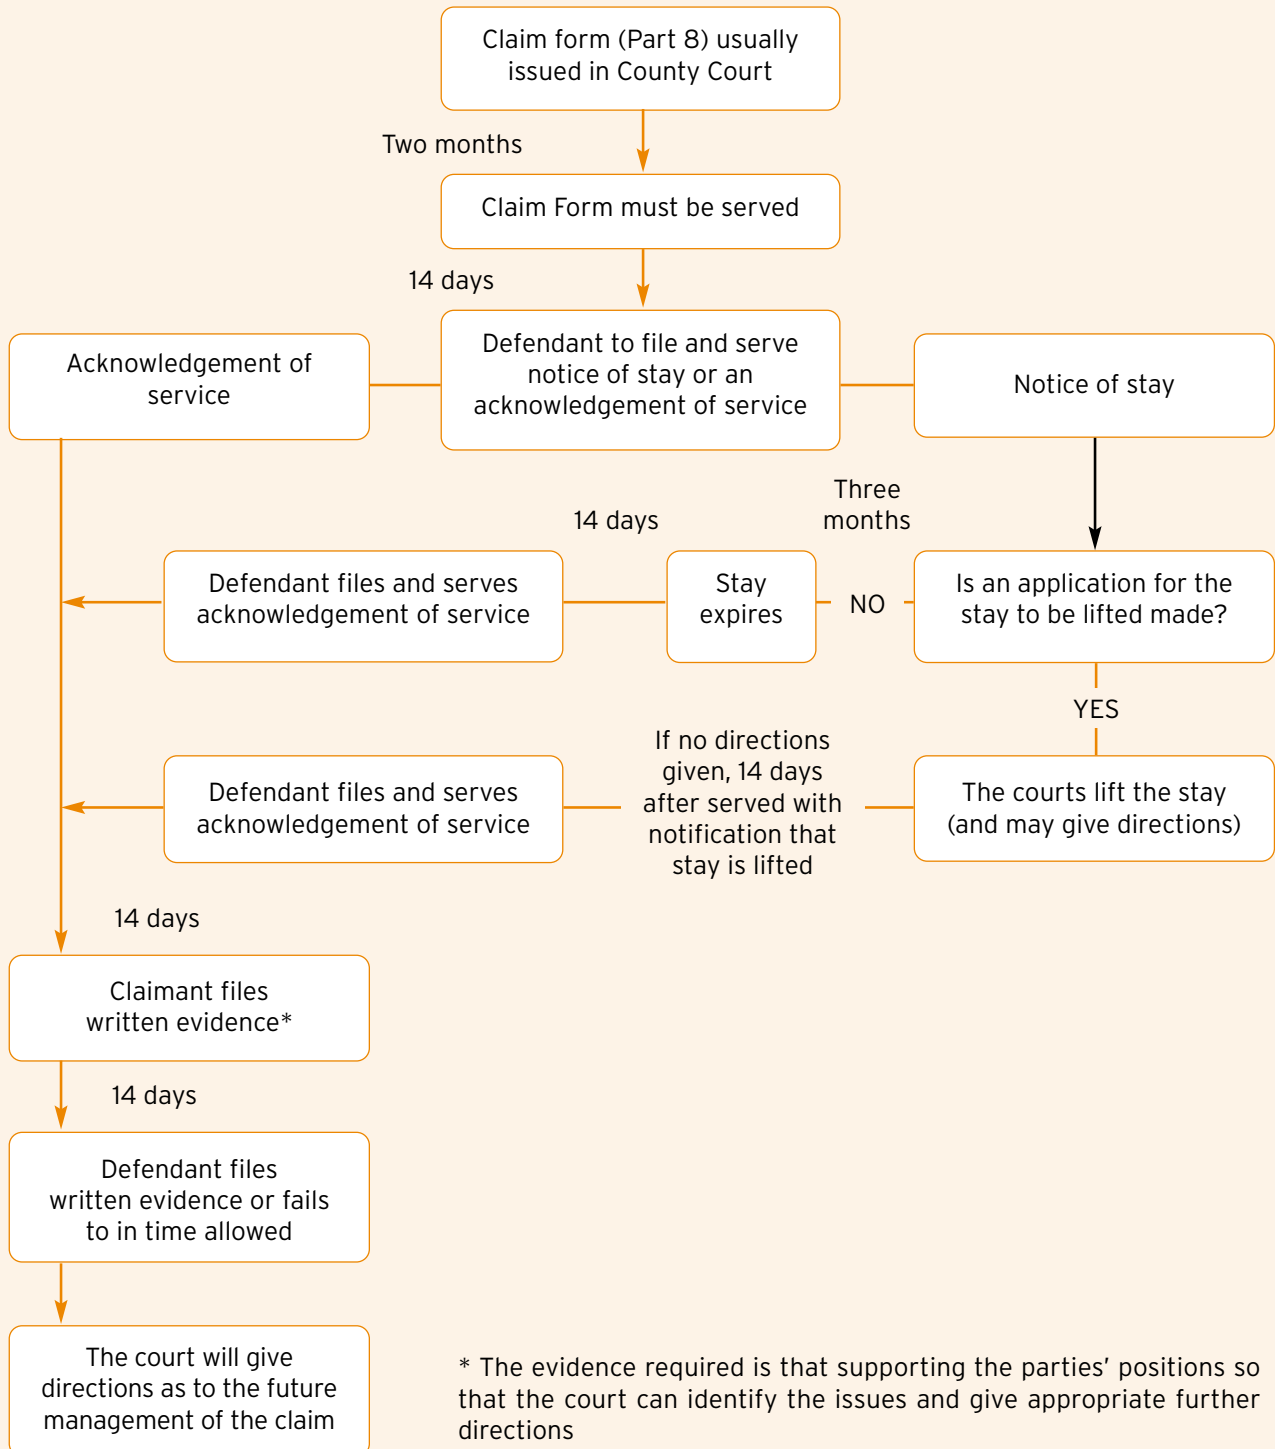 Claim form (Part 8) usually
issued in County Court
Two months
Claim Form must be served
14 days
Defendant to file and serve
notice of stay or an
acknowledgement of service
Acknowledgement of
service
Notice of stay
Three
months
14 days
Defendant files and serves
acknowledgement of service
Stay
expires
NO
Is an application for the
stay to be lifted made?
YES
If no directions
given, 14 days
after served with
notification that
stay is lifted
Defendant files and serves
acknowledgement of service
The courts lift the stay
(and may give directions)
14 days
Claimant files
written evidence*
14 days
Defendant files
written evidence or fails
to in time allowed
The court will give
directions as to the future
management of the claim
* The evidence required is that supporting the parties’ positions so
that the court can identify the issues and give appropriate further
directions